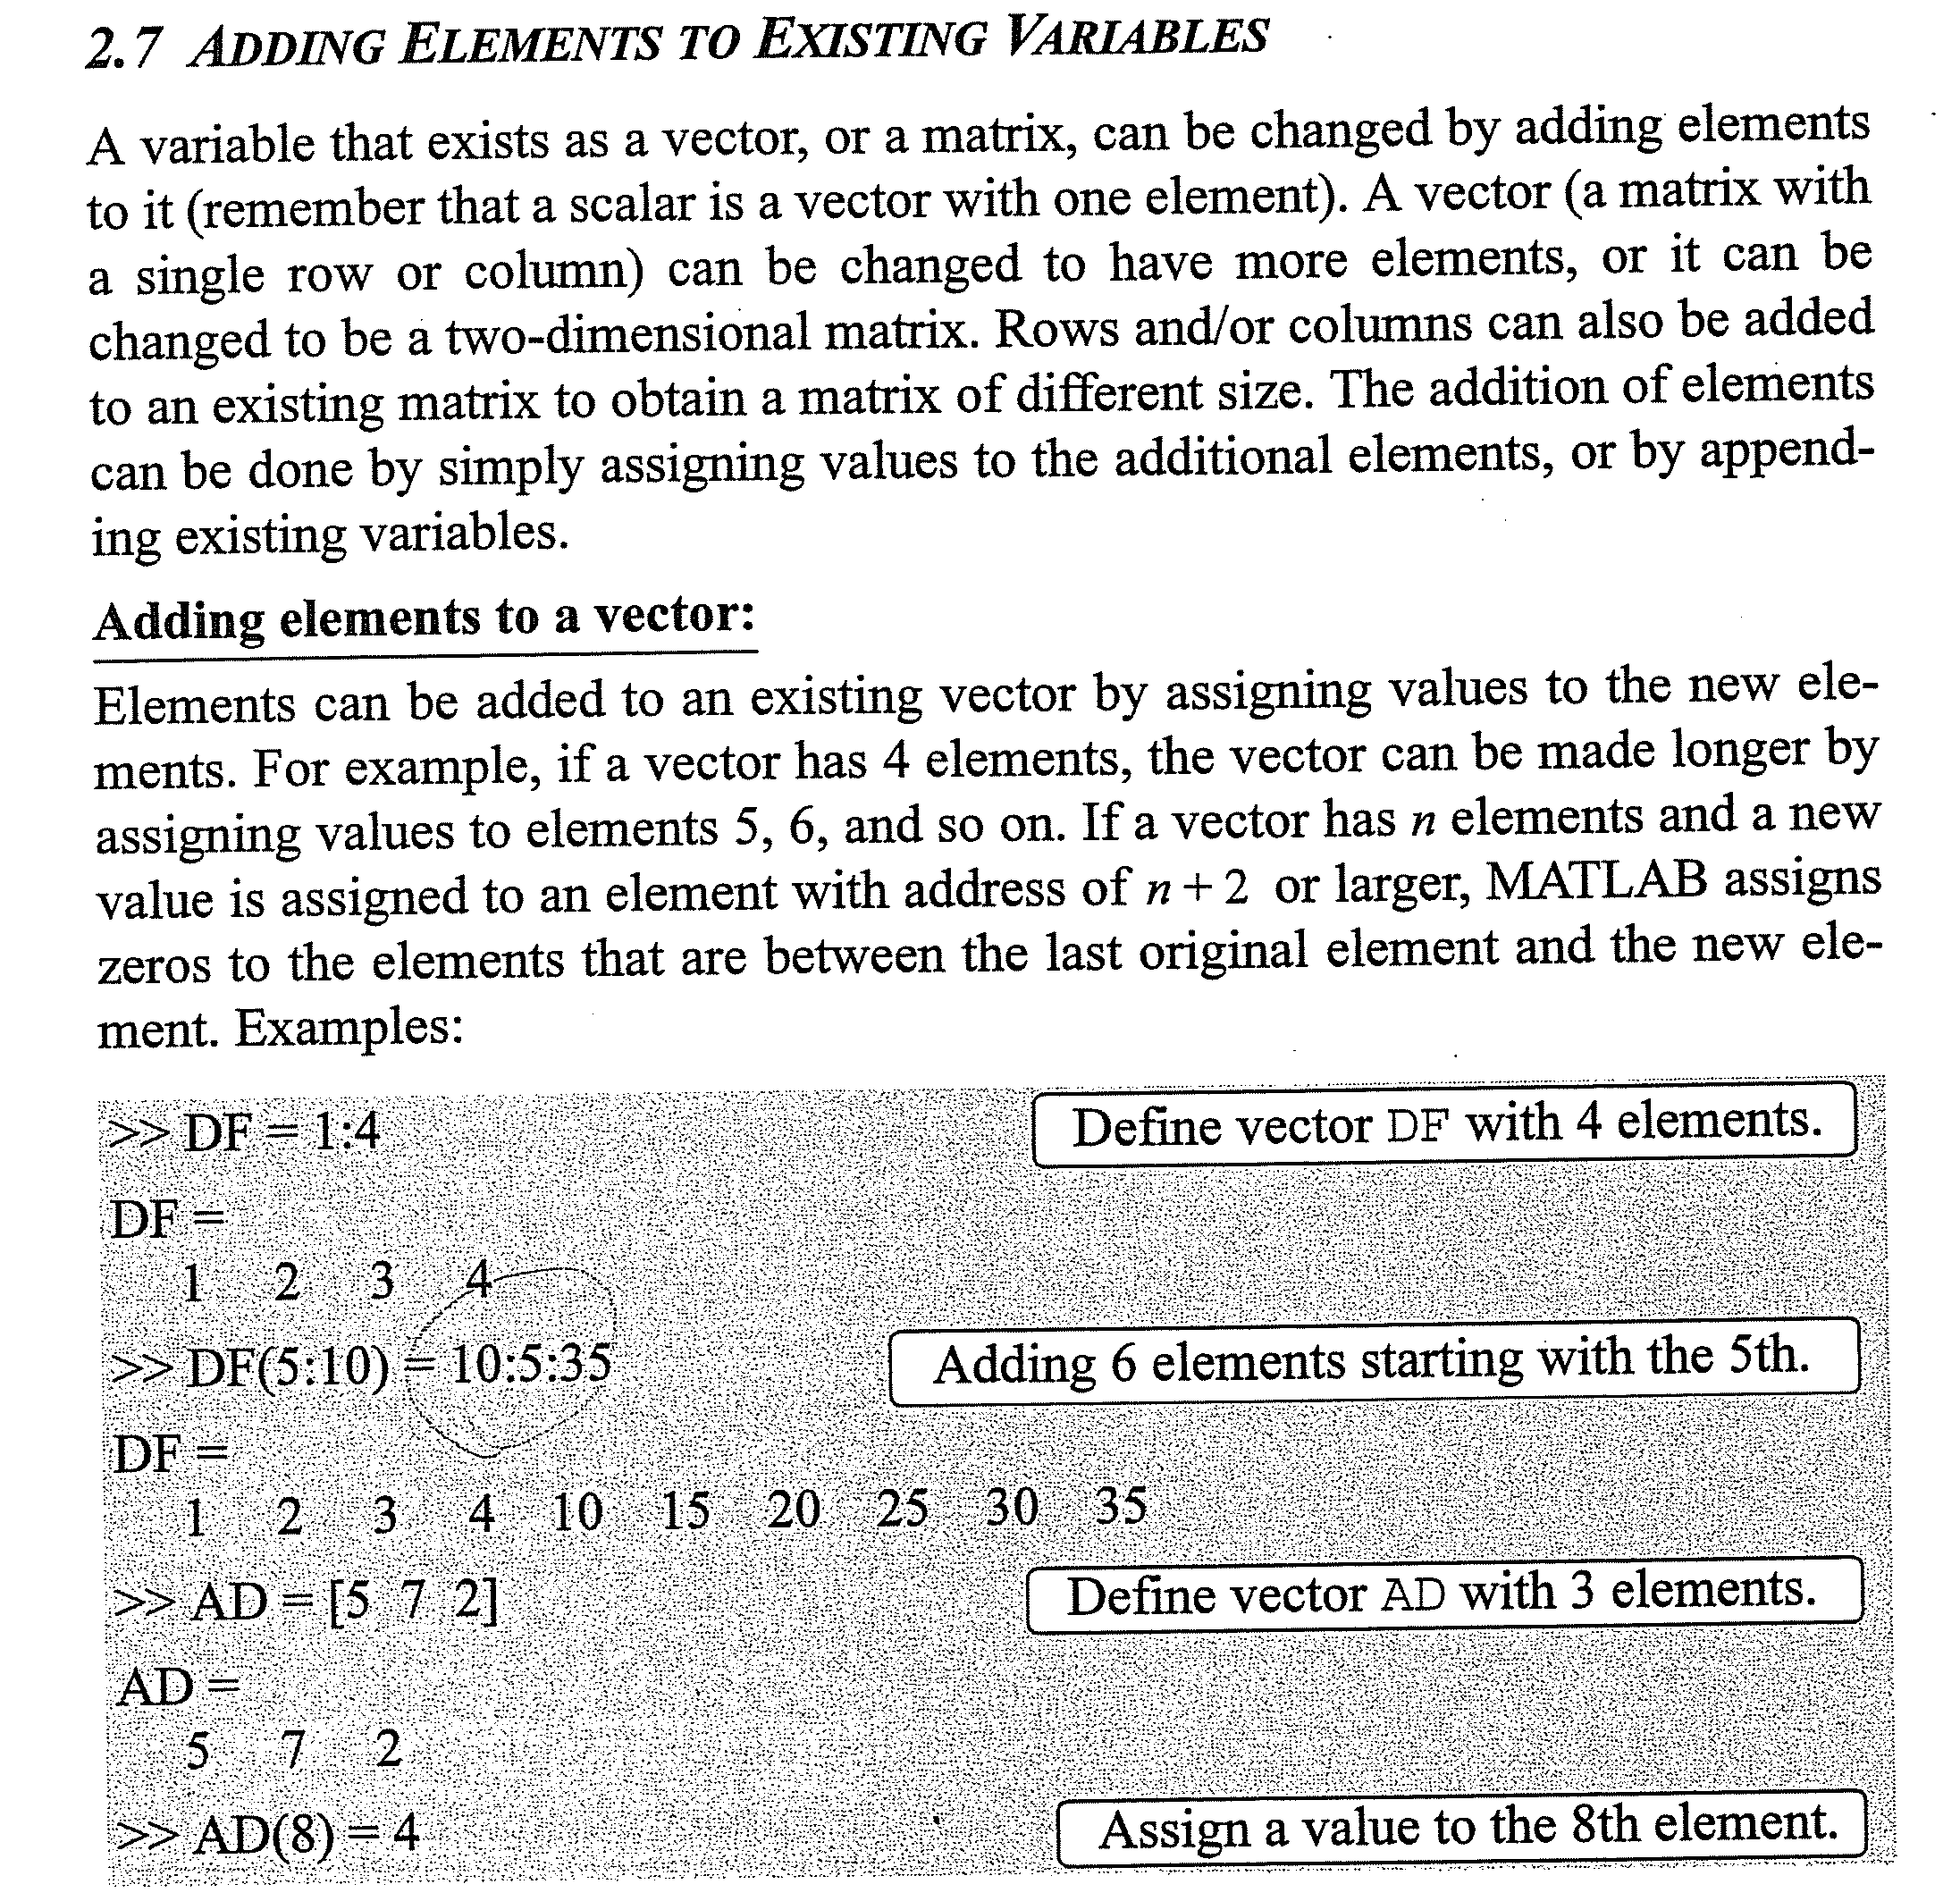 2.7 ADDING ELEMENTS TO EXISTING VARIABLES
A variable that exists as a vector, or a matrix, can be changed by adding elements
to it (remember that a scalar is a vector with one element). A vector (a matrix with
a single row or column) can be changed to have more elements, or it can be
changed to be a two-dimensional matrix. Rows and/or columns can also be added
to an existing matrix to obtain a matrix of different size. The addition of elements
can be done by simply assigning values to the additional elements, or by append-
ing existing variables.
Adding elements to a vector:
Elements can be added to an existing vector by assigning values to the new ele-
ments. For example, if a vector has 4 elements, the vector can be made longer by
assigning values to elements 5, 6, and so on. If a vector has n elements and a new
value is assigned to an element with address of n + 2 or larger, MATLAB assigns
zeros to the elements that are between the last original element and the new ele-
ment. Examples:
>> DF = 1:4 Define vector DF with 4 elements.
DF =
1 2 3 4
>> DF(5:10) = 10:5:35 Adding 6 elements starting with the 5th.
DF =
1 2 3 4 10 15 20 25 30 35
>> AD = [5 7 2] Define vector AD with 3 elements.
AD =
5 7 2
>> AD(8) = 4 Assign a value to the 8th element.